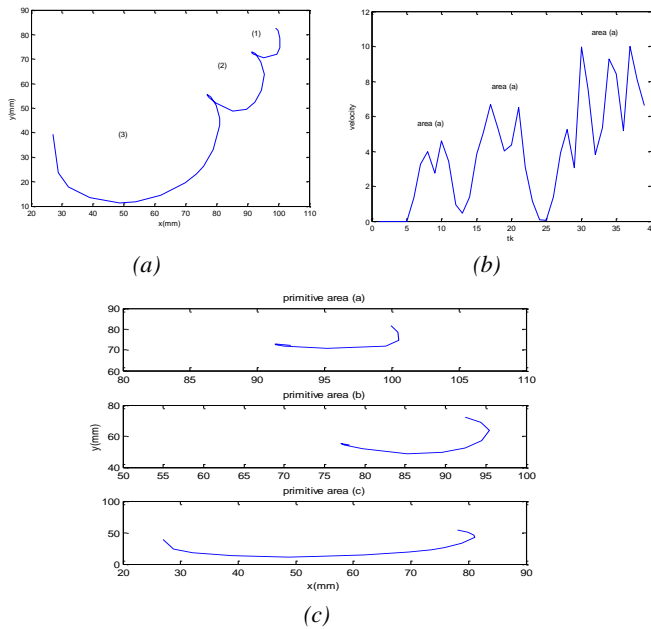 90
80
70
60
50
40
30
20
10
y(mm)
(1)
(2)
(3)
20 30 40 50 60 70 80 90 100 110
x(mm)
(a)
12
10
8
6
4
2
0
velocity
area (a)
area (a)
area (a)
0 5 10 15 20 25 30 35 40
tk
(b)
primitive area (a)
90
80
70
60
80 85 90 95 100 105 110
primitive area (b)
80
60
40
y(mm)
50 55 60 65 70 75 80 85 90 95 100
primitive area (c)
100
50
0
20 30 40 50 60 70 80 90
x(mm)
(c)